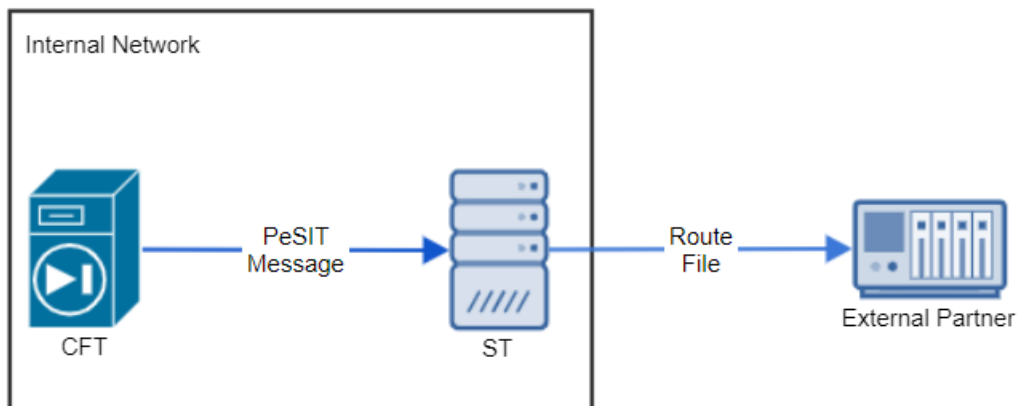 Internal Network
PeSIT
Message
Route
File
CFT
ST
External Partner